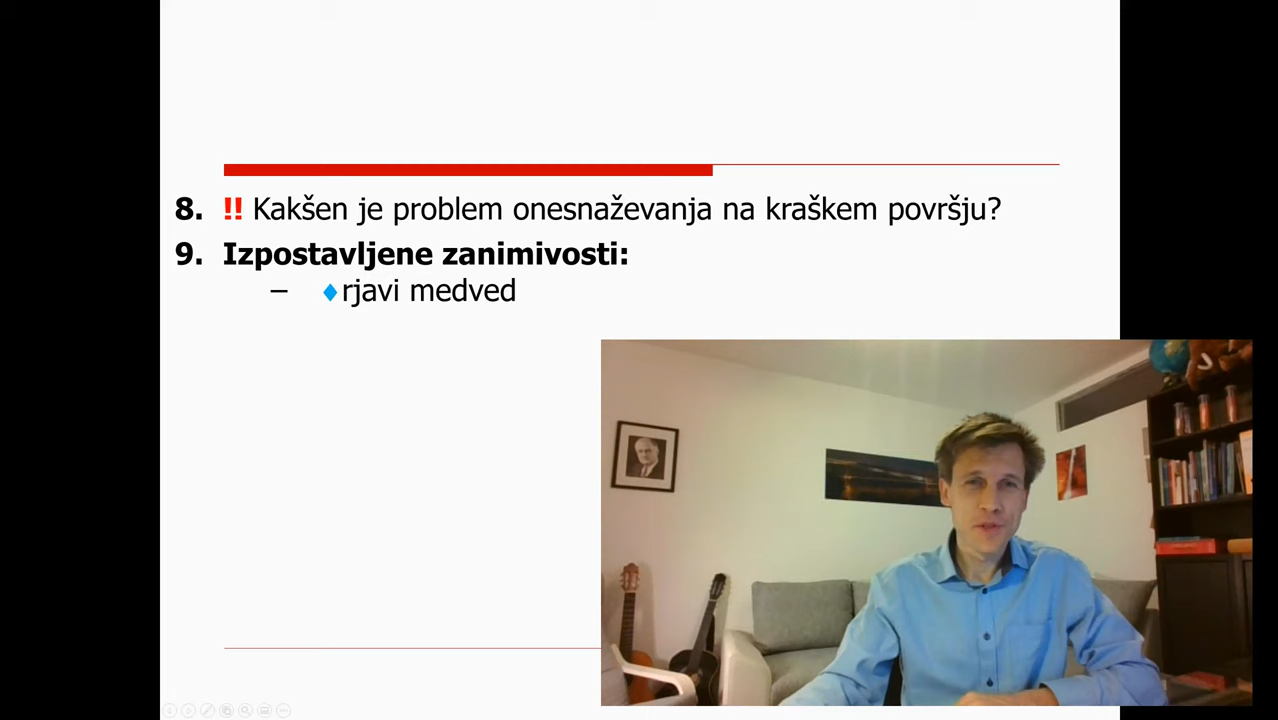 8. !! Kakšen je problem onesnaževanja na kraškem površju?
9. Izpostavljene zanimivosti:
– ♦rjavi medved